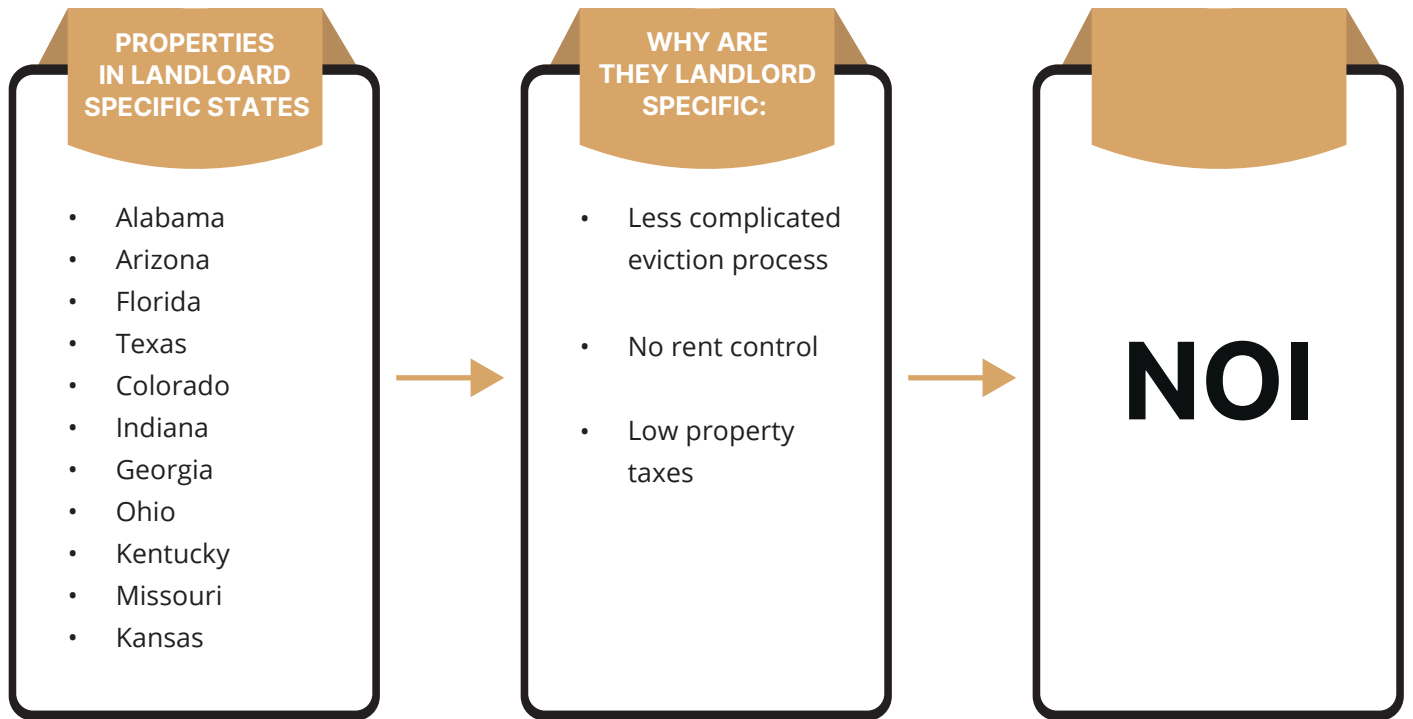 PROPERTIES
IN LANDLOARD
SPECIFIC STATES
• Alabama
• Arizona
• Florida
• Texas
• Colorado
• Indiana
• Georgia
• Ohio
• Kentucky
• Missouri
• Kansas
WHY ARE
THEY LANDLORD
SPECIFIC:
• Less complicated
eviction process
• No rent control
• Low property
taxes
NOI